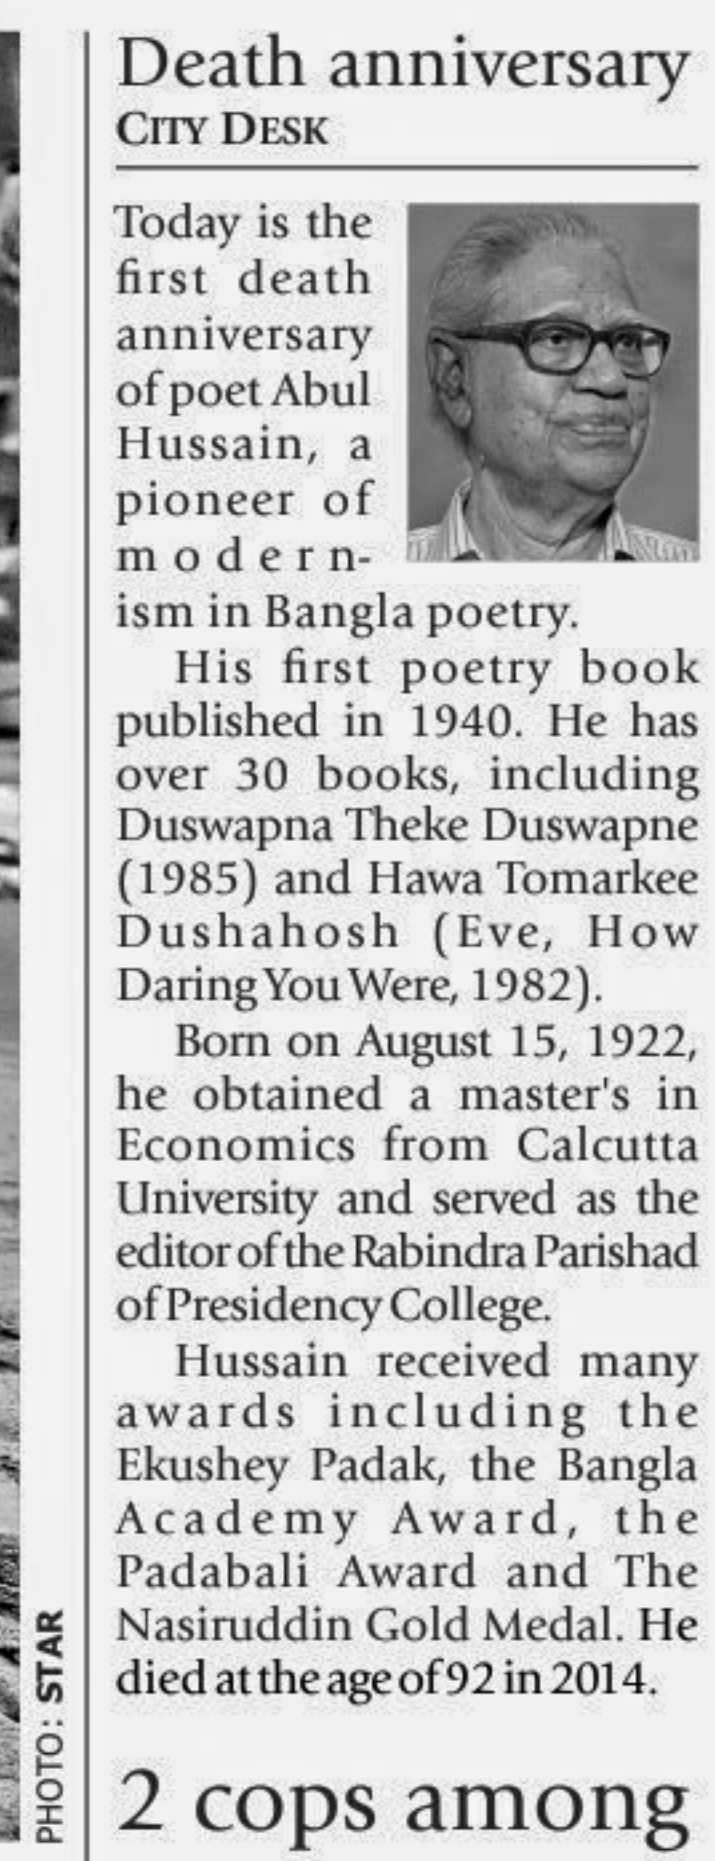 Death anniversary
CITY DESK
Today is the
first death
anniversary
of poet Abul
Hussain, a
pioneer of
modern-
ism in Bangla poetry.
His first poetry book
published in 1940. He has
over 30 books, including
Duswapna Theke Duswapne
(1985) and Hawa Tomarkee
Dushahosh (Eve, How
Daring You Were, 1982).
Born on August 15, 1922,
he obtained a master's in
Economics from Calcutta
University and served as the
editor of the Rabindra Parishad
of Presidency College.
Hussain received many
awards including the
Ekushey Padak, the Bangla
Academy Award, the
Padabali Award and The
Nasiruddin Gold Medal. He
died at the age of 92 in 2014.
PHOTO: STAR
2 cops among